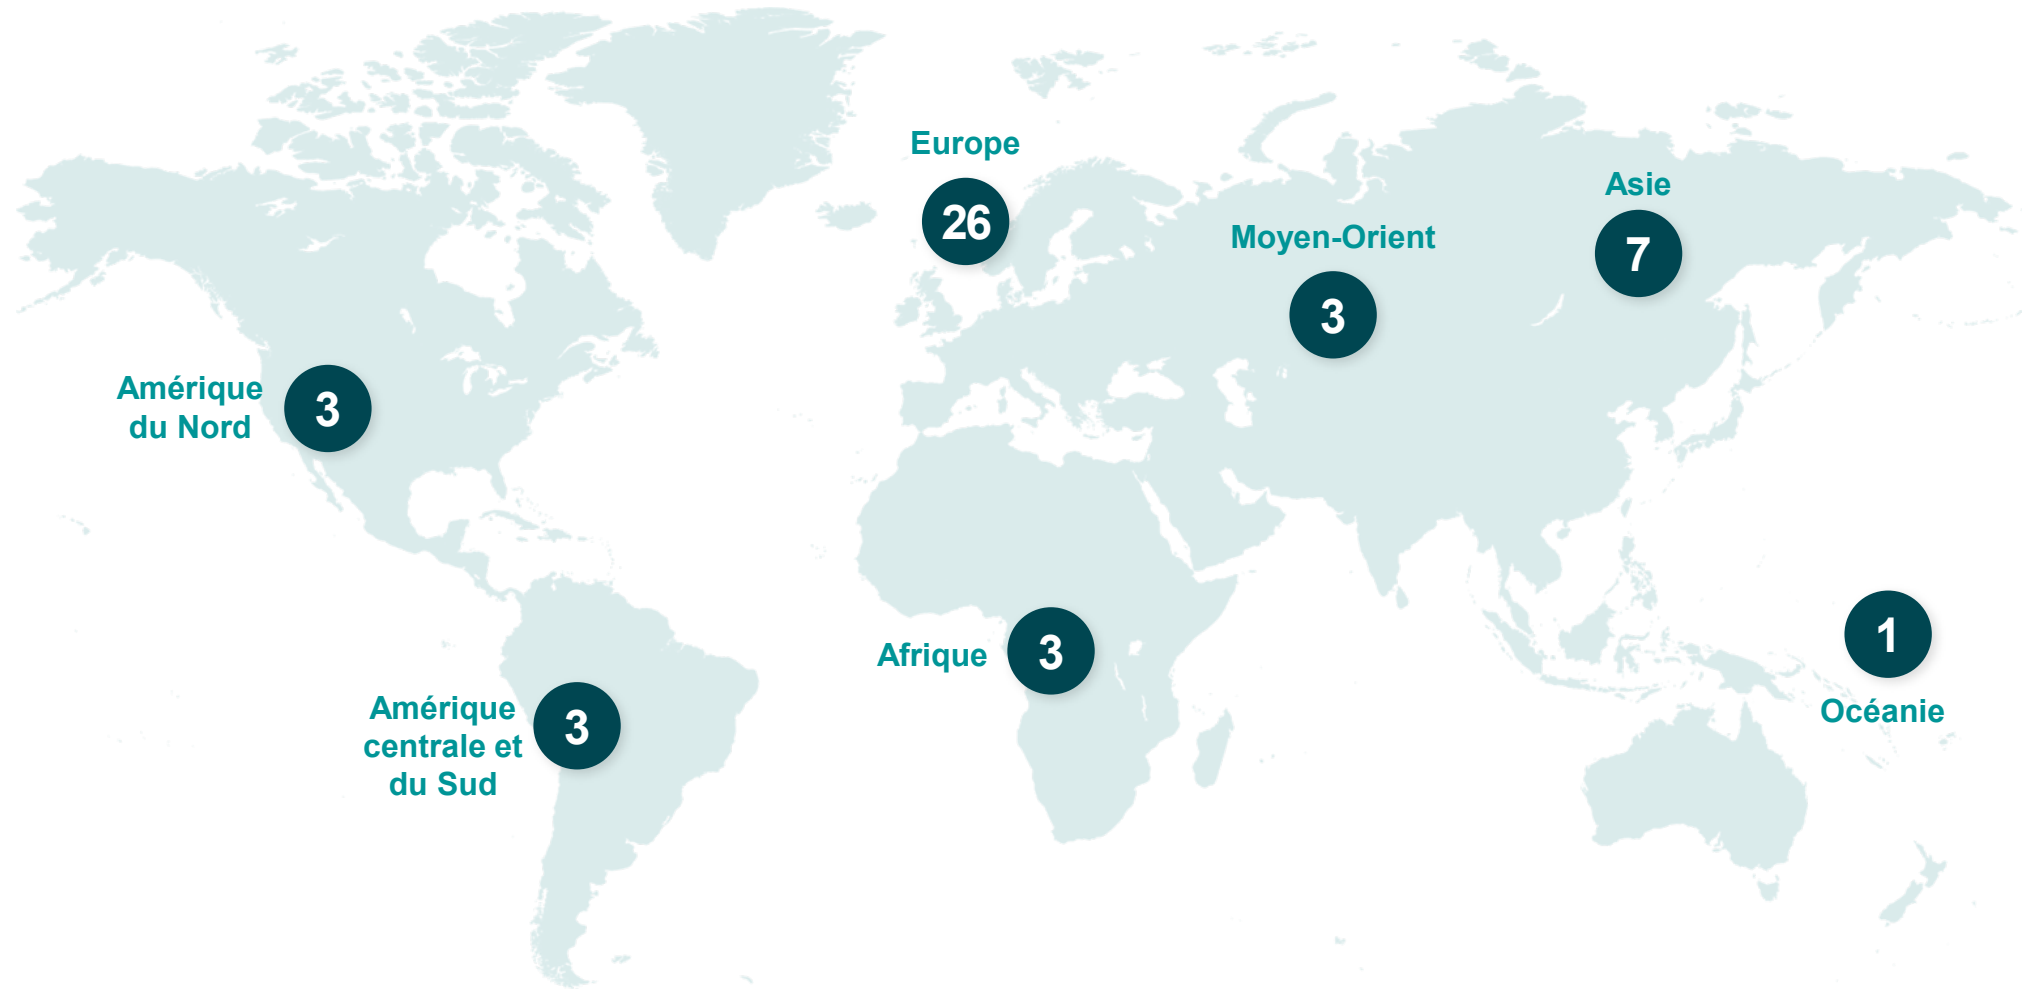 Europe
26
Asie
7
Moyen-Orient
3
Amérique
du Nord
3
Afrique
3
1
Océanie
Amérique
centrale et
du Sud
3